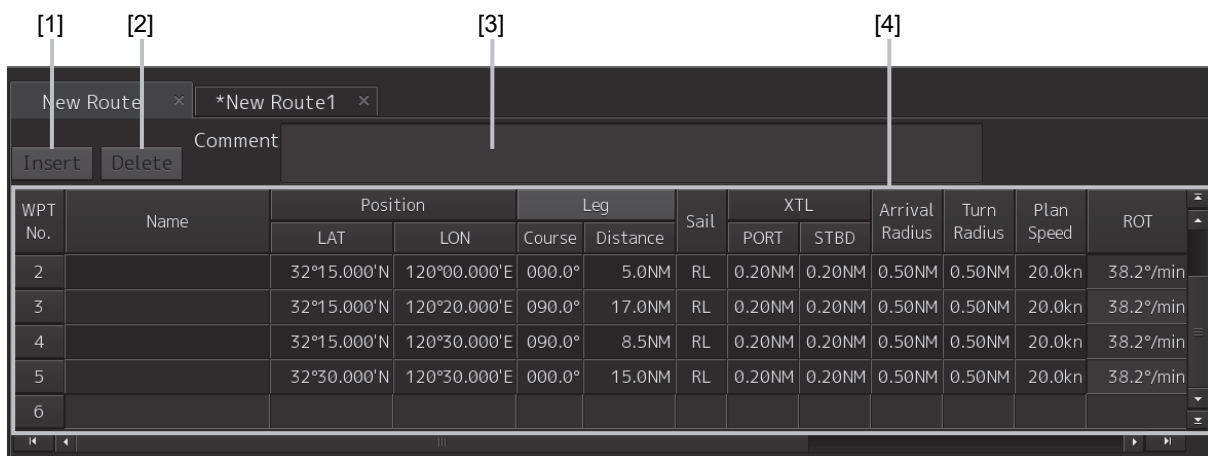 [1] [2] [3] [4]
New Route × *New Route1 ×
Insert Delete Comment
WPT No. Name Position Leg Sail XTL Arrival Radius Turn Radius Plan Speed ROT
LAT LON Course Distance PORT STBD
2 32°15.000'N 120°00.000'E 000.0° 5.0NM RL 0.20NM 0.20NM 0.50NM 0.50NM 20.0kn 38.2°/min
3 32°15.000'N 120°20.000'E 090.0° 17.0NM RL 0.20NM 0.20NM 0.50NM 0.50NM 20.0kn 38.2°/min
4 32°15.000'N 120°30.000'E 090.0° 8.5NM RL 0.20NM 0.20NM 0.50NM 0.50NM 20.0kn 38.2°/min
5 32°30.000'N 120°30.000'E 000.0° 15.0NM RL 0.20NM 0.20NM 0.50NM 0.50NM 20.0kn 38.2°/min
6